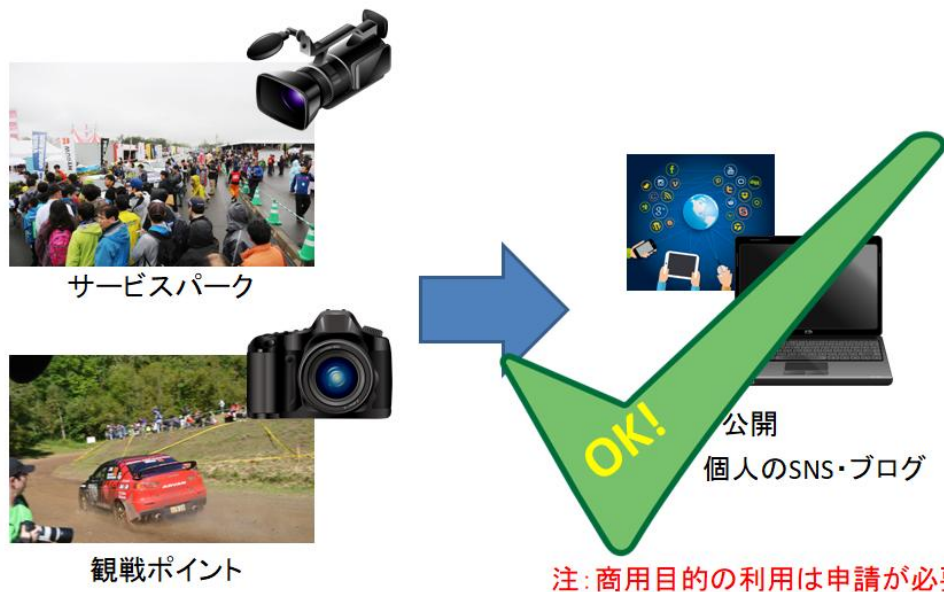 サービスパーク
観戦ポイント
OK!
公開
個人のSNS・ブログ
注:商用目的の利用は申請が必要